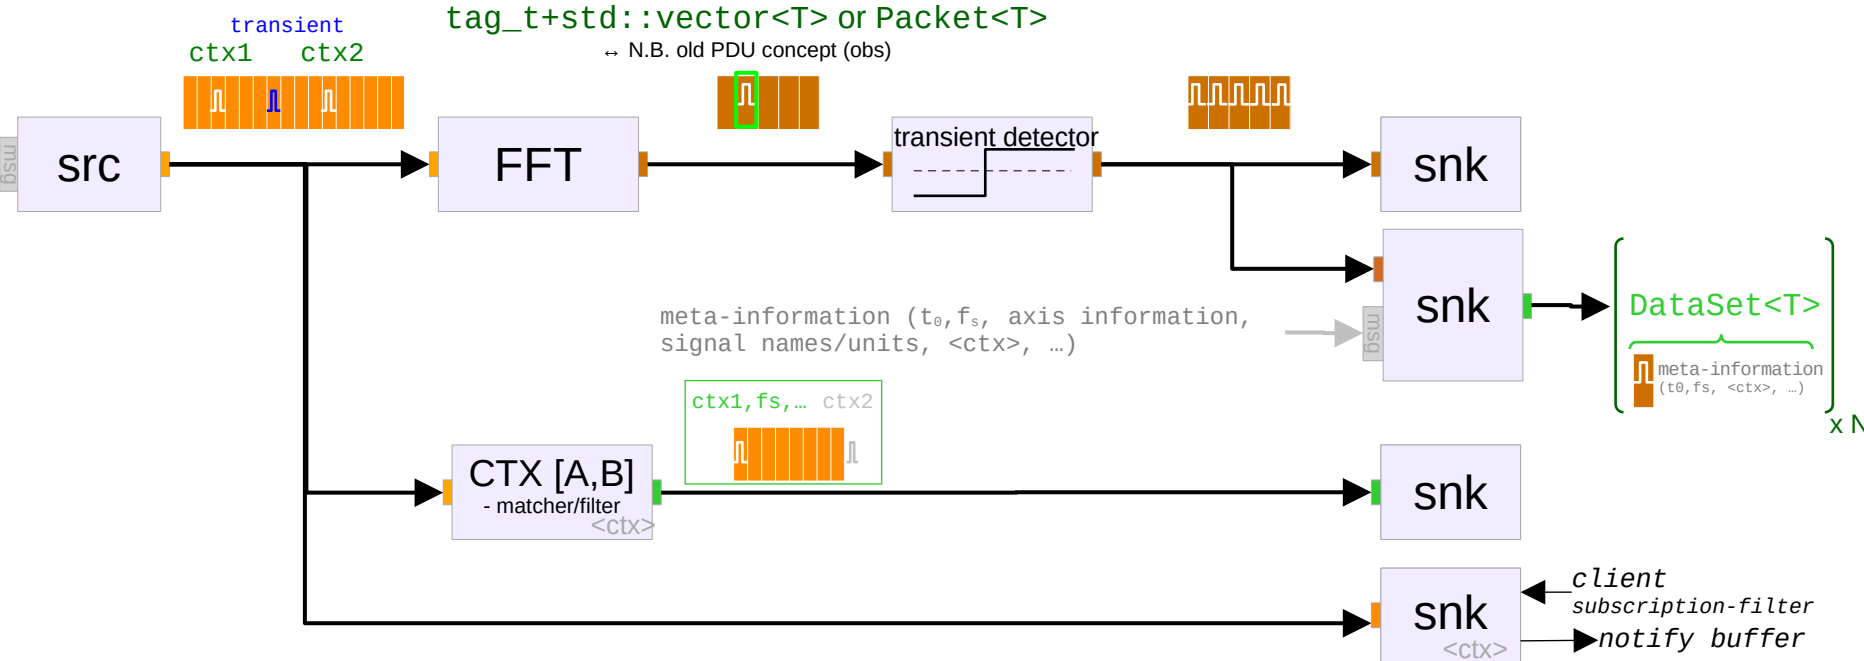 tag_t+std::vector<T> or Packet<T>
↔ N.B. old PDU concept (obs)
transient
ctx1 ctx2
msg
src
FFT
transient detector
snk
meta-information (t₀,fₛ, axis information,
signal names/units, <ctx>, …)
msg
snk
DataSet<T>
meta-information
(t0,fs, <ctx>, …)
x N
ctx1,fs,… ctx2
CTX [A,B]
- matcher/filter
<ctx>
snk
snk
<ctx>
client
subscription-filter
notify buffer